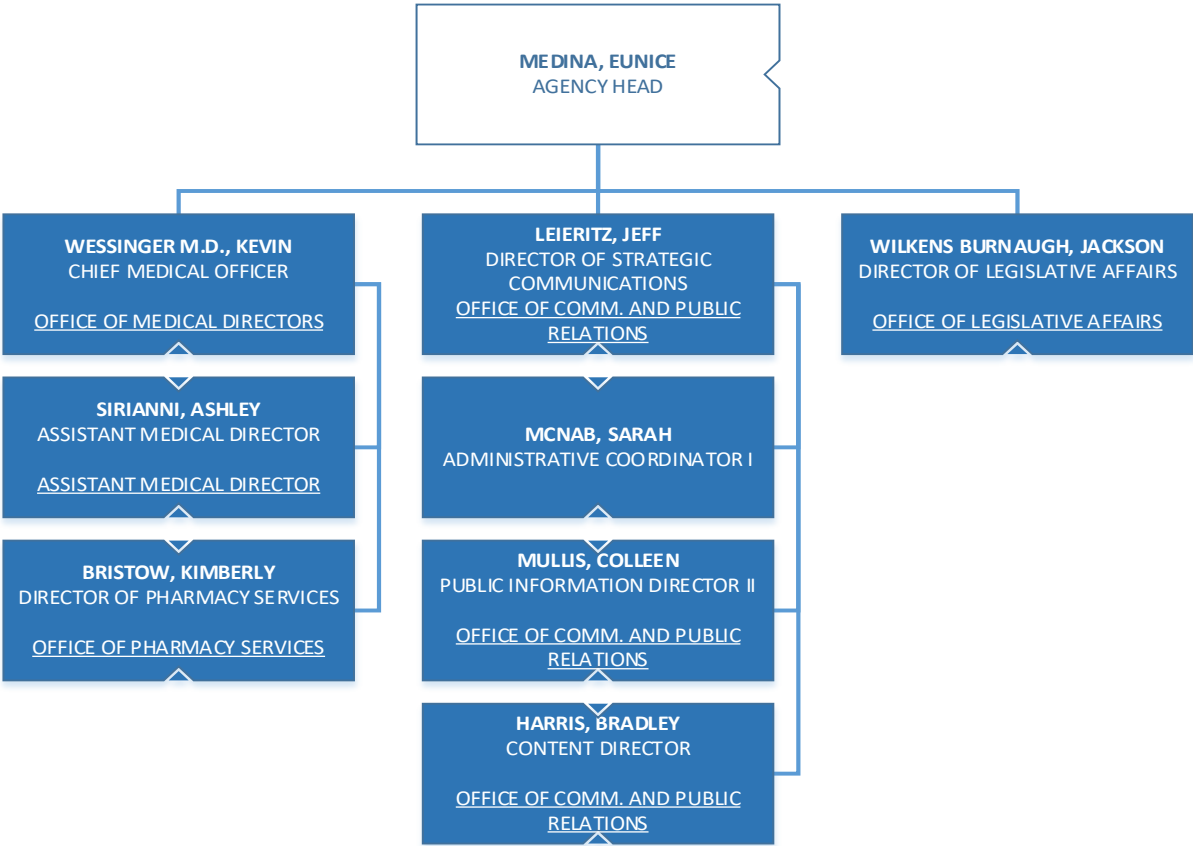 MEDINA, EUNICE
AGENCY HEAD
WESSINGER M.D., KEVIN
CHIEF MEDICAL OFFICER
OFFICE OF MEDICAL DIRECTORS
SIRIANNI, ASHLEY
ASSISTANT MEDICAL DIRECTOR
ASSISTANT MEDICAL DIRECTOR
BRISTOW, KIMBERLY
DIRECTOR OF PHARMACY SERVICES
OFFICE OF PHARMACY SERVICES
LEIERITZ, JEFF
DIRECTOR OF STRATEGIC
COMMUNICATIONS
OFFICE OF COMM. AND PUBLIC
RELATIONS
MCNAB, SARAH
ADMINISTRATIVE COORDINATOR I
MULLIS, COLLEEN
PUBLIC INFORMATION DIRECTOR II
OFFICE OF COMM. AND PUBLIC
RELATIONS
HARRIS, BRADLEY
CONTENT DIRECTOR
OFFICE OF COMM. AND PUBLIC
RELATIONS
WILKENS BURNAUGH, JACKSON
DIRECTOR OF LEGISLATIVE AFFAIRS
OFFICE OF LEGISLATIVE AFFAIRS